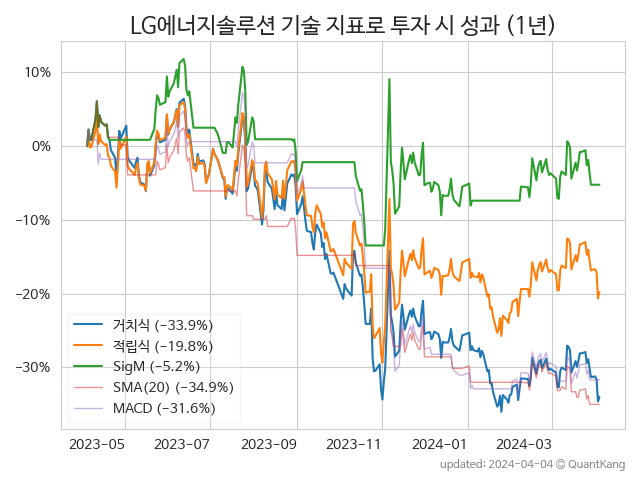 LG에너지솔루션 기술 지표로 투자 시 성과 (1년)
10%
0%
−10%
−20%
−30%
거치식 (−33.9%)
적립식 (−19.8%)
SigM (−5.2%)
SMA(20) (−34.9%)
MACD (−31.6%)
2023−05
2023−07
2023−09
2023−11
2024−01
2024−03
updated: 2024−04−04 © QuantKang